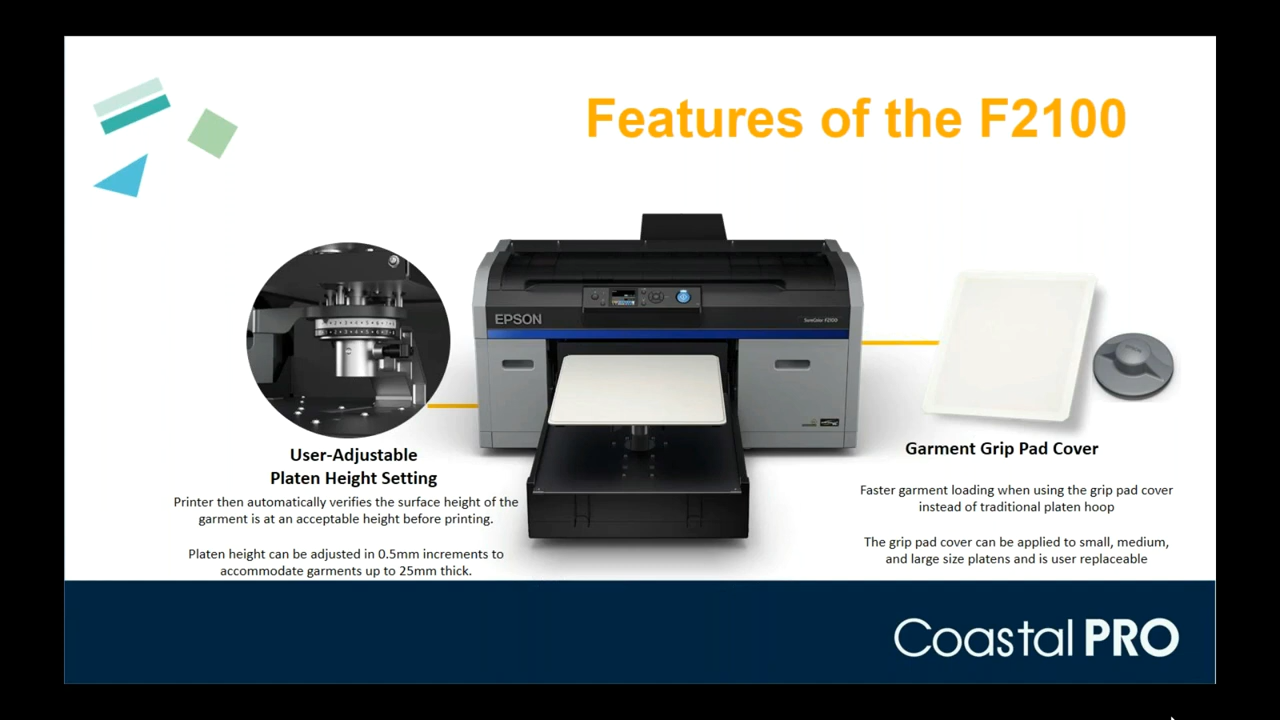 Features of the F2100
EPSON
SureColor F2100
User-Adjustable
Platen Height Setting
Printer then automatically verifies the surface height of the
garment is at an acceptable height before printing.
Platen height can be adjusted in 0.5mm increments to
accommodate garments up to 25mm thick.
Garment Grip Pad Cover
Faster garment loading when using the grip pad cover
instead of traditional platen hoop
The grip pad cover can be applied to small, medium,
and large size platens and is user replaceable
Coastal PRO